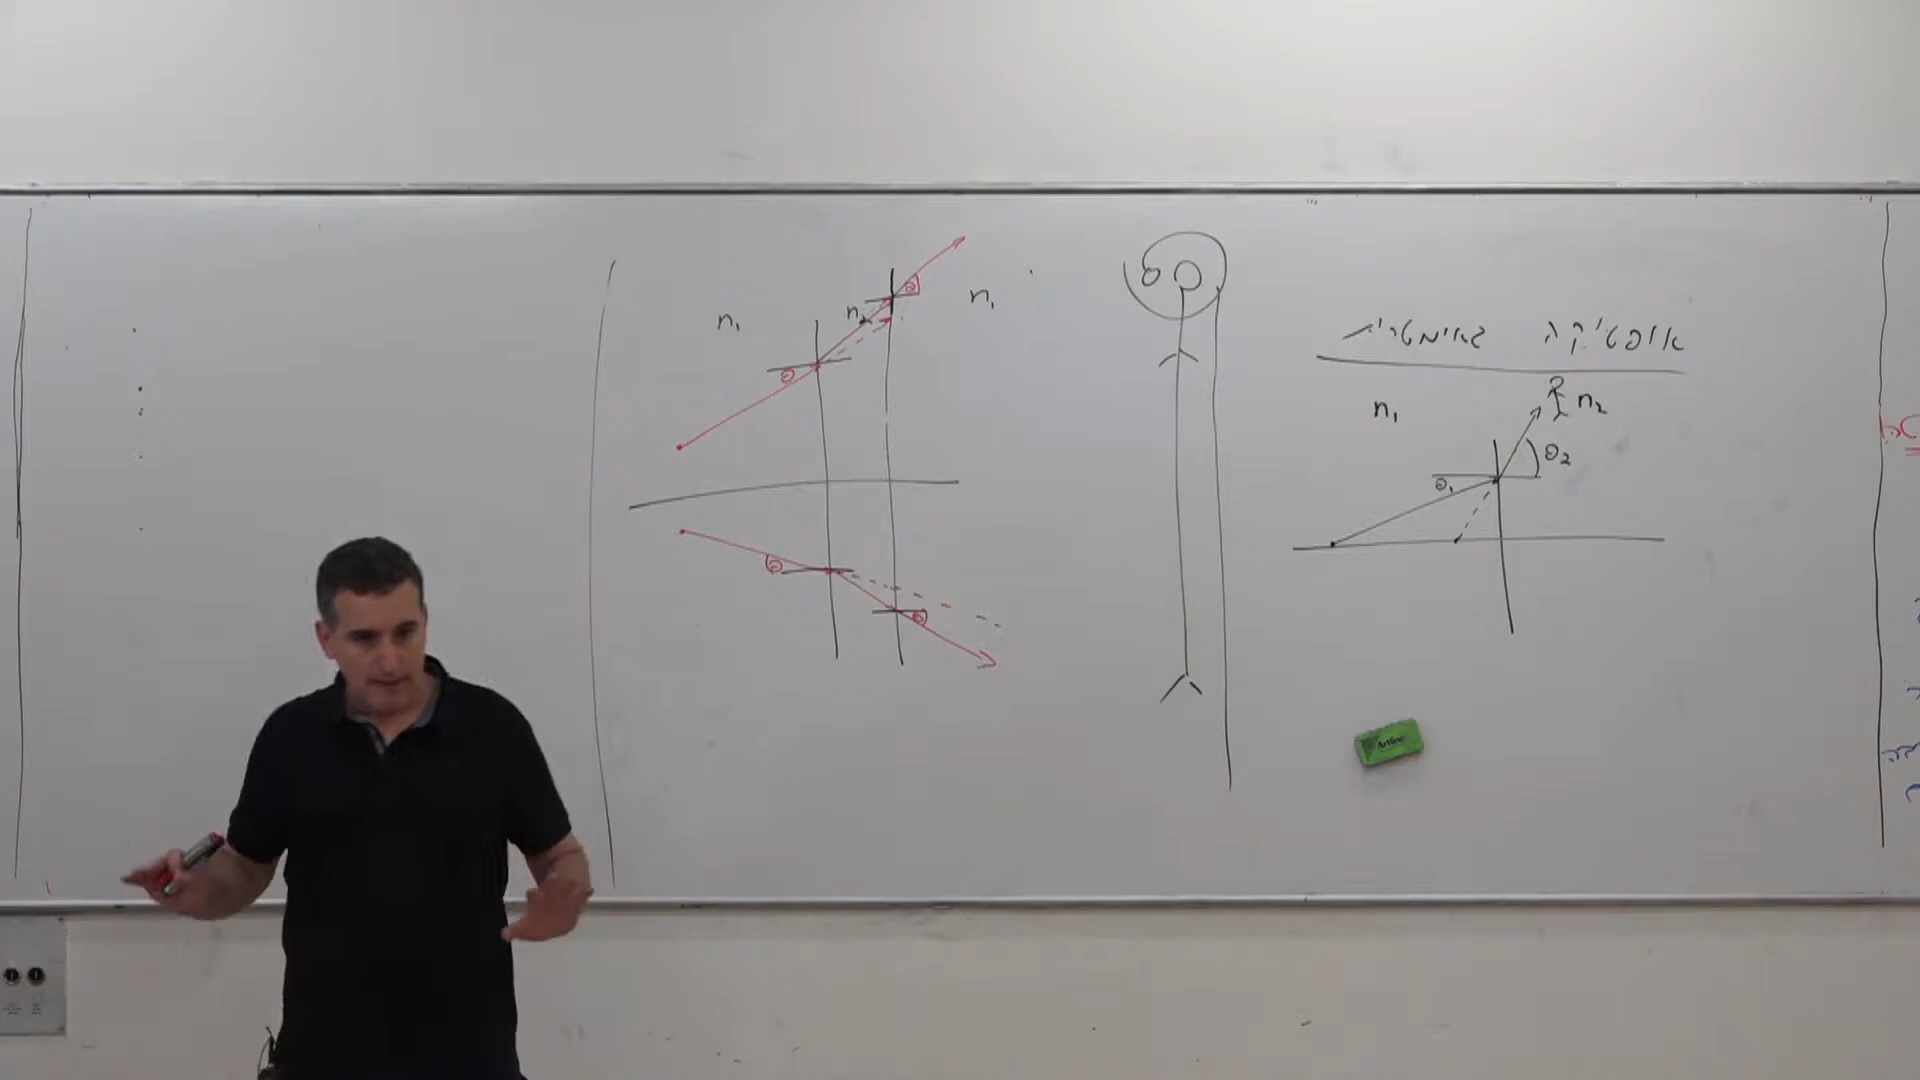 אופטיקה גאומטרית
n₁ n₂
θ₁ θ₂
n₁ n₂ n₁
θ θ
θ θ
Artline